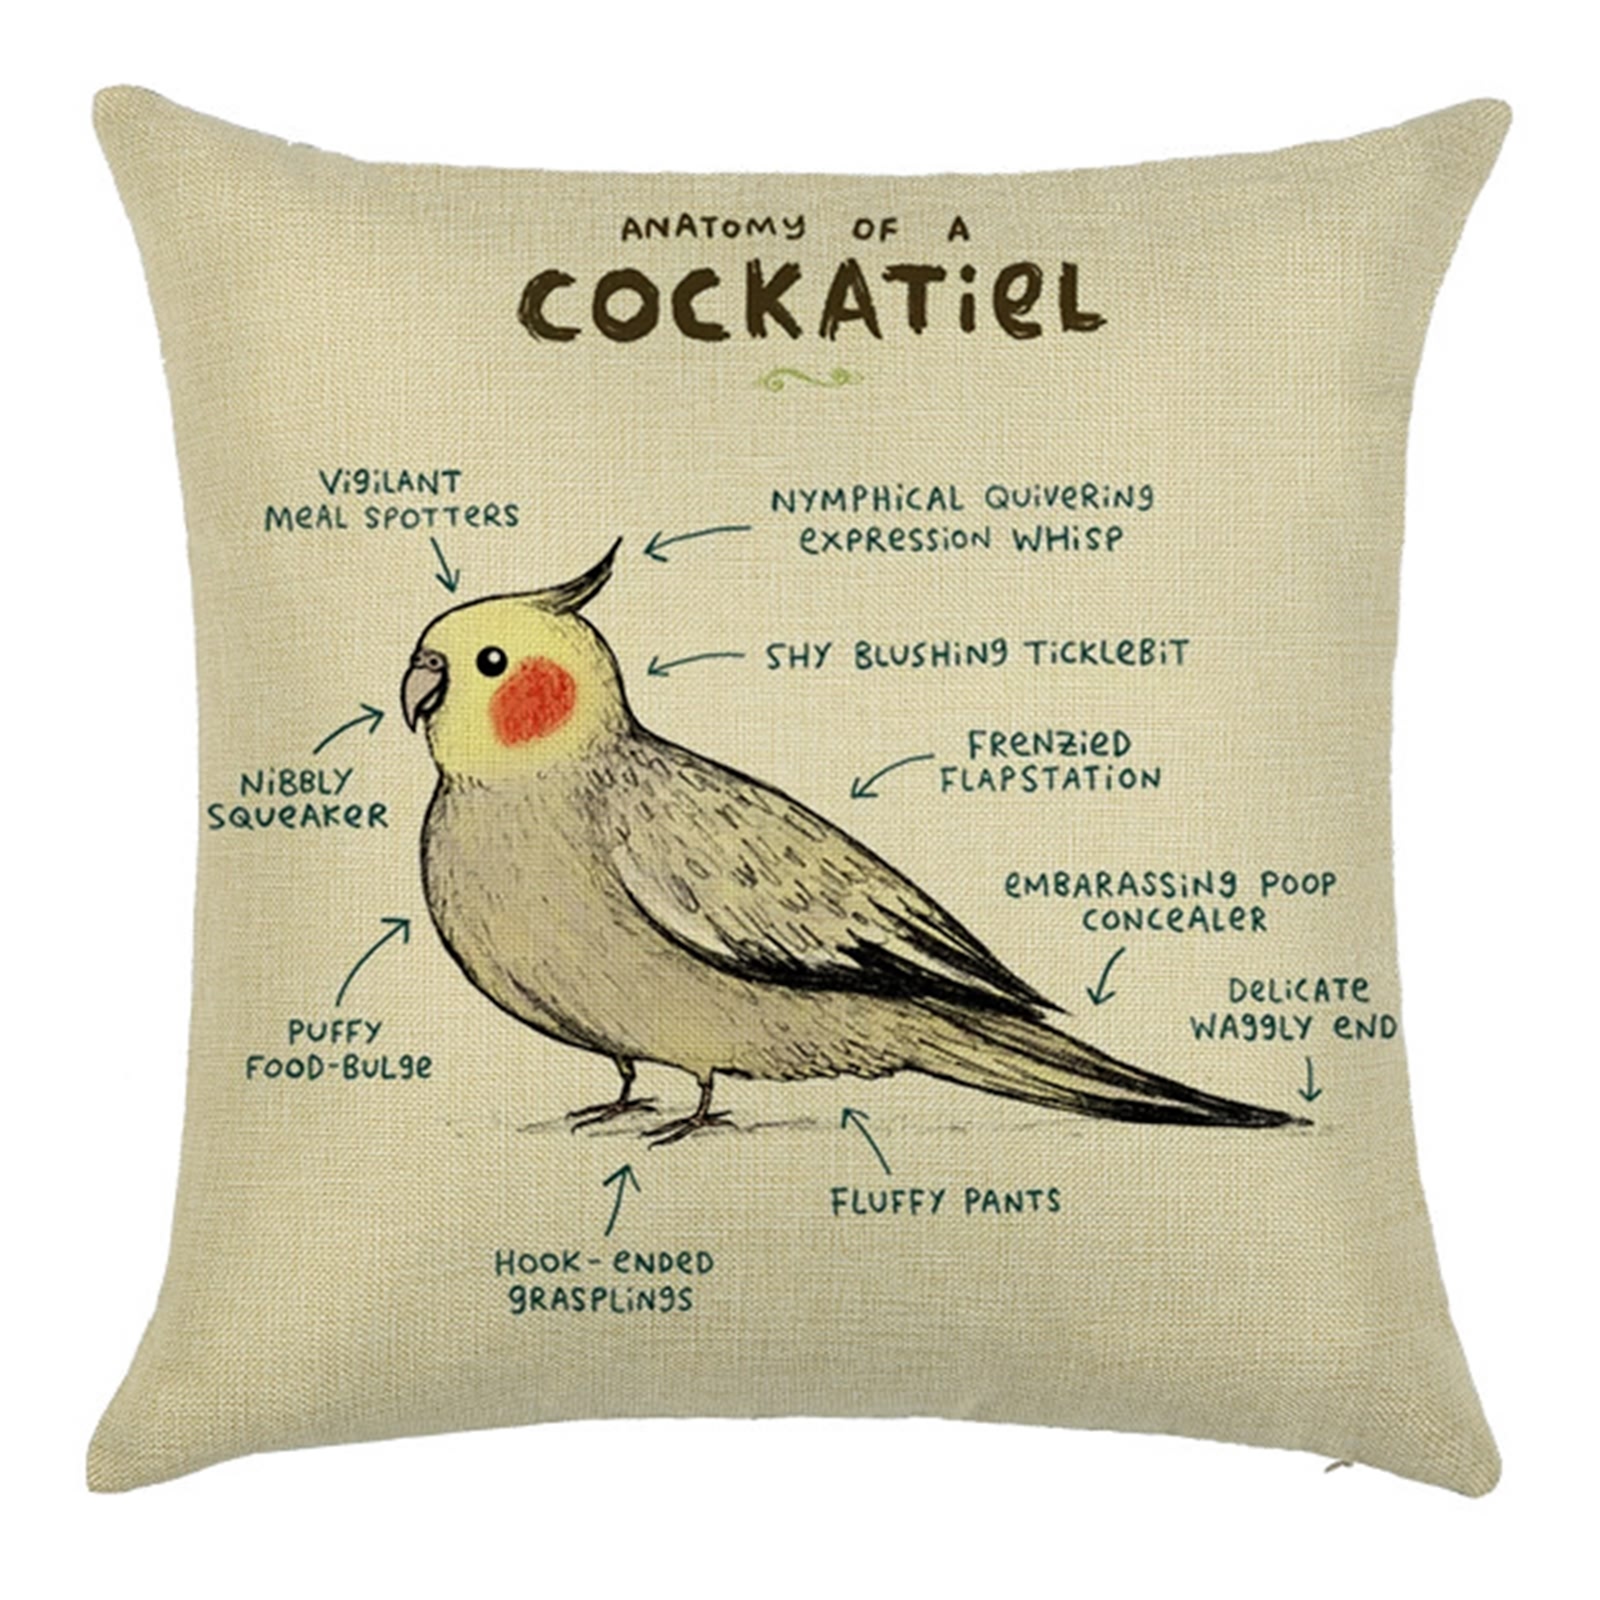 ANATOMY OF A
COCKATiEL
ViGiLANT
MEAL SPOTTERS
NYMPHiCAL QUiVERiNG
EXPRESSION WHiSP
SHY BLUSHiNG TiCKLEBiT
FRENZiED
FLAPSTATiON
NiBBLY
SQUEAKER
EMBARASSiNG POOP
CONCEALER
DELiCATE
WAGGLY END
PUFFY
FOOD-BULGE
FLUFFY PANTS
HOOK-ENDED
GRASPLiNGS